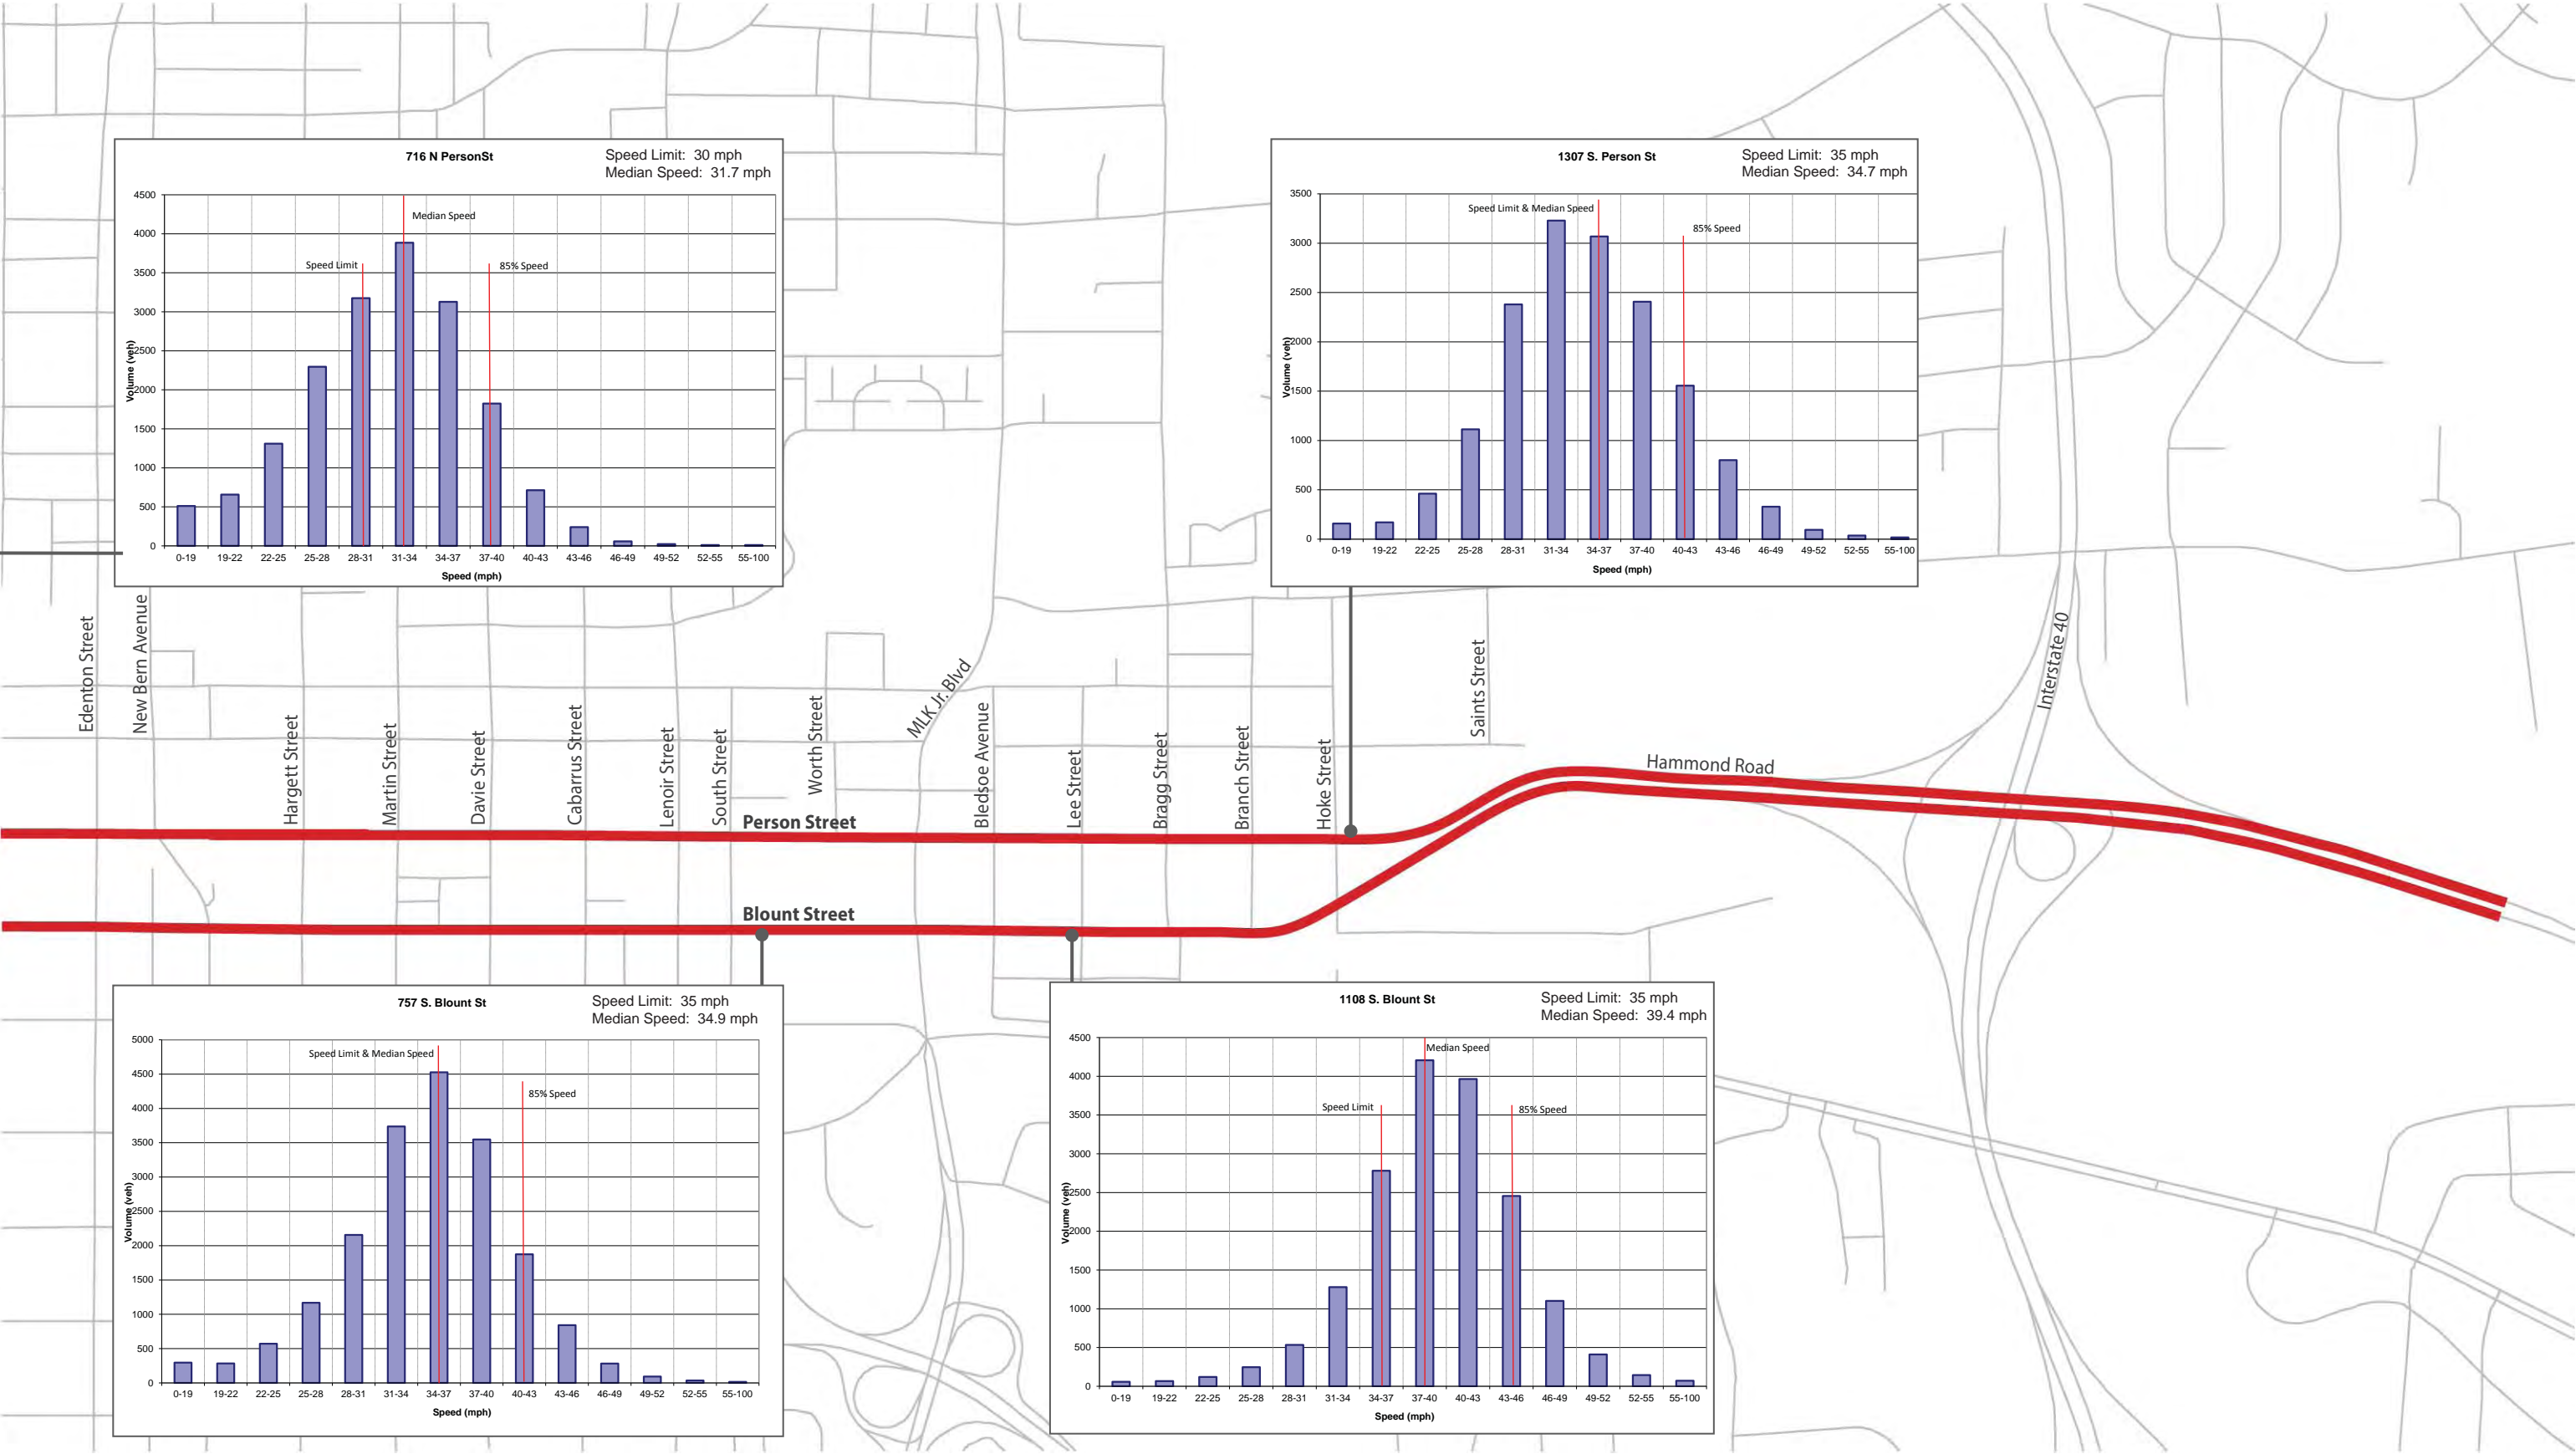 716 N PersonSt
Speed Limit: 30 mph
Median Speed: 31.7 mph
4500
4000
3500
3000
2500
2000
1500
1000
500
0
Volume (veh)
Median Speed
Speed Limit
85% Speed
0-19 19-22 22-25 25-28 28-31 31-34 34-37 37-40 40-43 43-46 46-49 49-52 52-55 55-100
Speed (mph)
1307 S. Person St
Speed Limit: 35 mph
Median Speed: 34.7 mph
3500
3000
2500
2000
1500
1000
500
0
Volume (veh)
Speed Limit & Median Speed
85% Speed
0-19 19-22 22-25 25-28 28-31 31-34 34-37 37-40 40-43 43-46 46-49 49-52 52-55 55-100
Speed (mph)
Edenton Street
New Bern Avenue
Hargett Street
Martin Street
Davie Street
Cabarrus Street
Lenoir Street
South Street
Worth Street
MLK Jr. Blvd
Bledsoe Avenue
Lee Street
Bragg Street
Branch Street
Hoke Street
Saints Street
Interstate 40
Hammond Road
Person Street
Blount Street
757 S. Blount St
Speed Limit: 35 mph
Median Speed: 34.9 mph
5000
4500
4000
3500
3000
2500
2000
1500
1000
500
0
Volume (veh)
Speed Limit & Median Speed
85% Speed
0-19 19-22 22-25 25-28 28-31 31-34 34-37 37-40 40-43 43-46 46-49 49-52 52-55 55-100
Speed (mph)
1108 S. Blount St
Speed Limit: 35 mph
Median Speed: 39.4 mph
4500
4000
3500
3000
2500
2000
1500
1000
500
0
Volume (veh)
Median Speed
Speed Limit
85% Speed
0-19 19-22 22-25 25-28 28-31 31-34 34-37 37-40 40-43 43-46 46-49 49-52 52-55 55-100
Speed (mph)